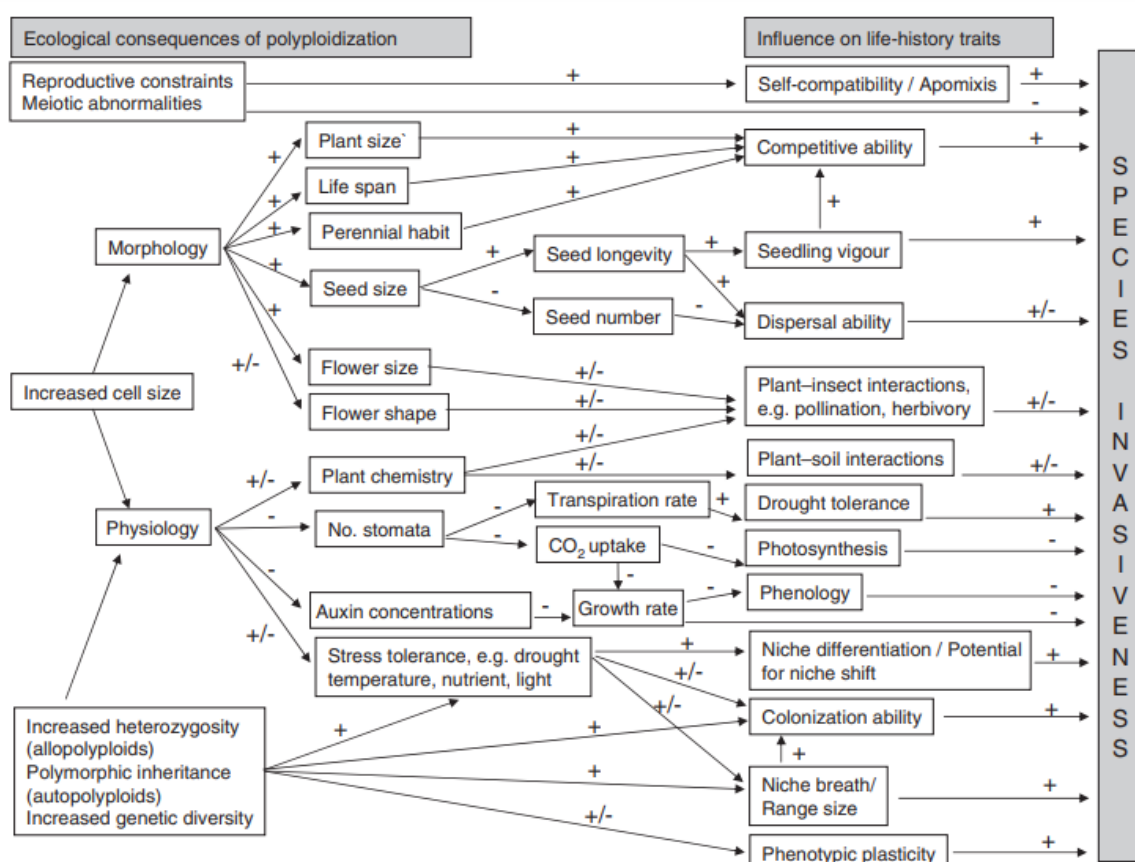 Ecological consequences of polyploidization
Influence on life-history traits
Reproductive constraints
Meiotic abnormalities
+
Self-compatibility / Apomixis
+
-
Plant size`
+
+
Competitive ability
+
+
Life span
+
+
Perennial habit
+
+
+
Morphology
Seed size
+
+
Seed longevity
+
Seedling vigour
+
-
Seed number
+
-
Dispersal ability
+/-
+
+/-
Flower size
+/-
Increased cell size
Flower shape
+/-
Plant–insect interactions,
e.g. pollination, herbivory
+/-
+/-
Plant chemistry
+/-
+/-
Plant–soil interactions
+/-
Physiology
-
No. stomata
-
Transpiration rate
+
Drought tolerance
+
-
CO2 uptake
-
Photosynthesis
-
-
-
Auxin concentrations
-
Growth rate
-
Phenology
-
-
+/-
Stress tolerance, e.g. drought
temperature, nutrient, light
+
Niche differentiation / Potential
for niche shift
+
+/-
+/-
Colonization ability
+
Increased heterozygosity
(allopolyploids)
Polymorphic inheritance
(autopolyploids)
Increased genetic diversity
+
+
+
+
Niche breath/
Range size
+
+/-
Phenotypic plasticity
+
SPECIES INVASIVENESS